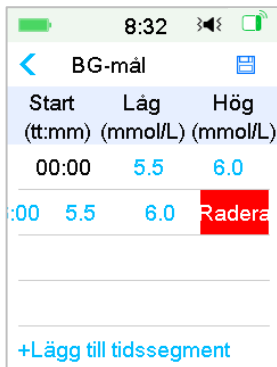 8:32
BG-mål
Start Låg Hög
(tt:mm) (mmol/L) (mmol/L)
00:00 5.5 6.0
:00 5.5 6.0 Radera
+Lägg till tidssegment